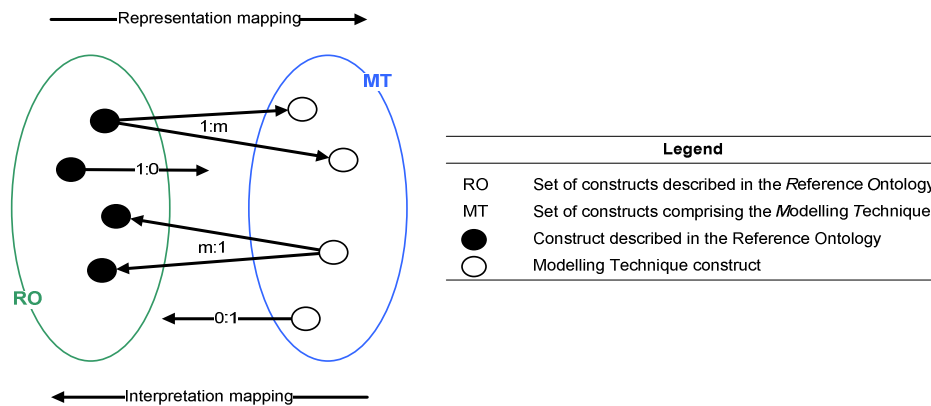 Representation mapping
MT
1:m
1:0
m:1
RO
0:1
Interpretation mapping
Legend
RO Set of constructs described in the Reference Ontology
MT Set of constructs comprising the Modelling Technique
Construct described in the Reference Ontology
Modelling Technique construct